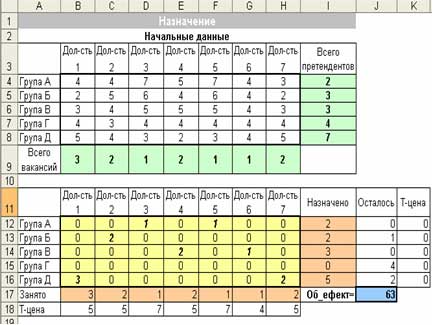 A B C D E F G H I J K
1 Назначение
2 Начальные данные
3 Дол-сть 1 Дол-сть 2 Дол-сть 3 Дол-сть 4 Дол-сть 5 Дол-сть 6 Дол-сть 7 Всего претендентов
4 Група А 4 4 7 5 7 4 3 2
5 Група Б 2 5 6 4 6 4 2 3
6 Група В 3 4 5 5 5 4 3 3
7 Група Г 4 3 4 4 4 4 4 4
8 Група Д 5 4 3 2 3 4 5 7
9 Всего вакансий 3 2 1 2 1 1 2
10
11 Дол-сть 1 Дол-сть 2 Дол-сть 3 Дол-сть 4 Дол-сть 5 Дол-сть 6 Дол-сть 7 Назначено Осталось Т-цена
12 Група А 0 0 1 0 1 0 0 2 0 0
13 Група Б 0 2 0 0 0 0 0 2 1 0
14 Група В 0 0 0 2 0 1 0 3 0 0
15 Група Г 0 0 0 0 0 0 0 0 4 0
16 Група Д 3 0 0 0 0 0 2 5 2 0
17 Занято 3 2 1 2 1 1 2 Об_ефект= 63
18 Т-цена 5 5 7 5 7 4 5